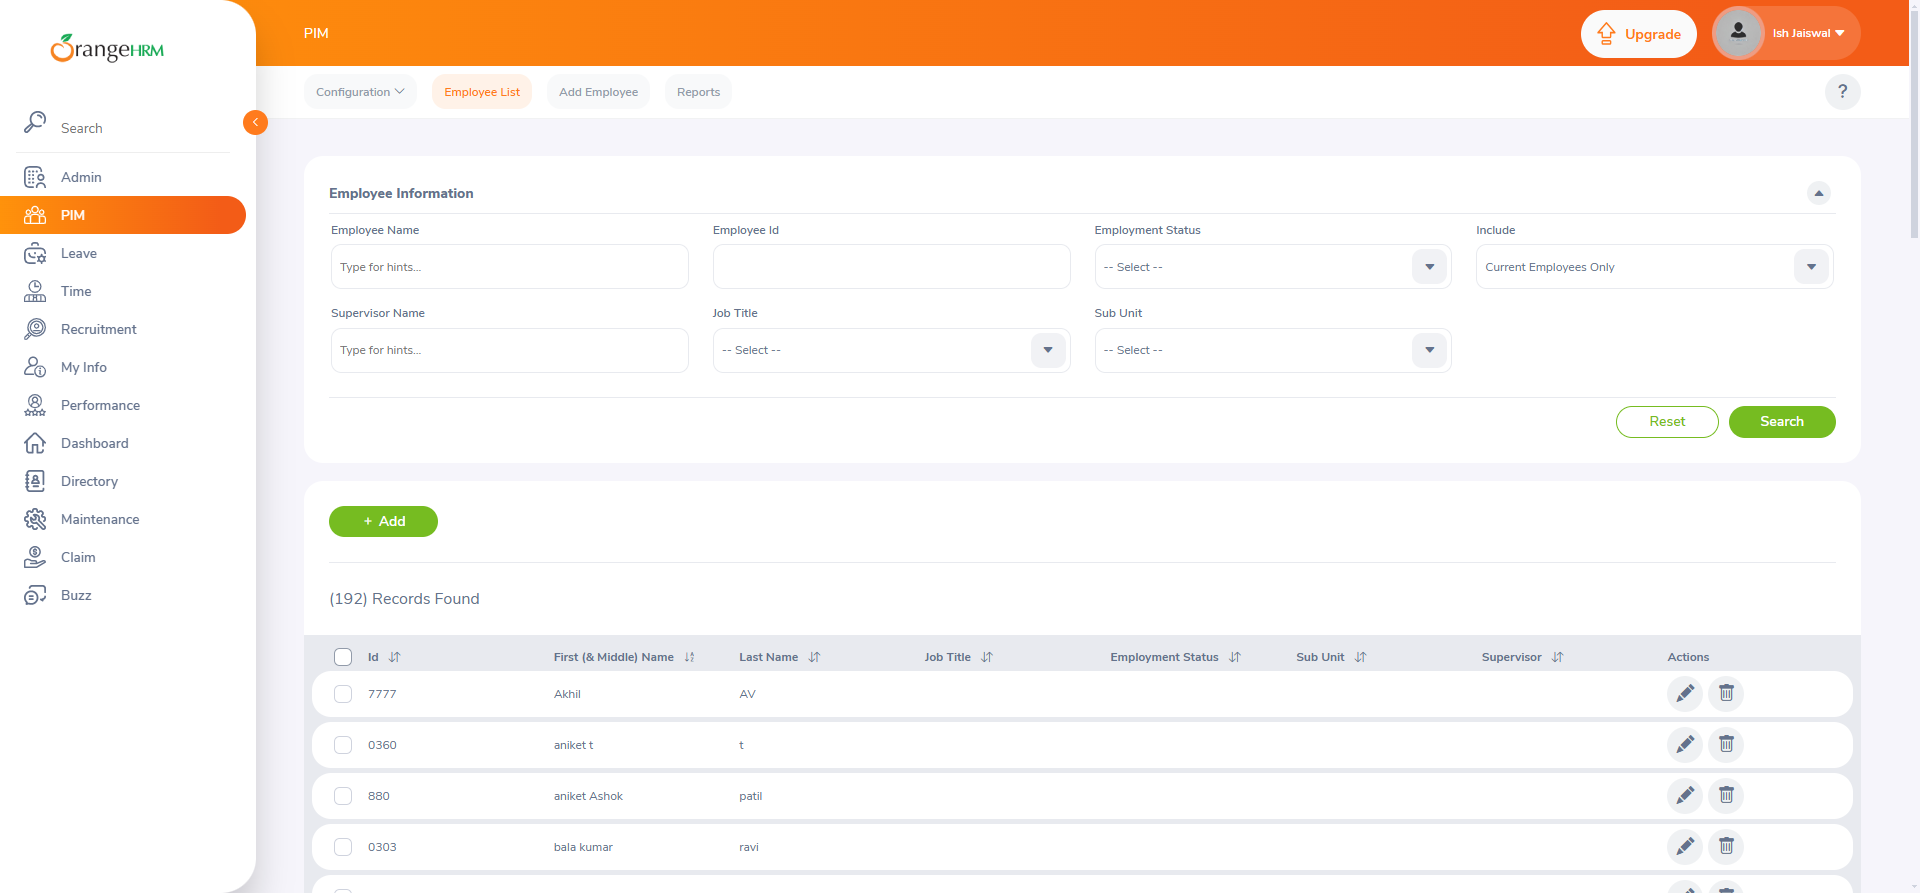 OrangeHRM
PIM
Upgrade
Ish Jaiswal
Configuration
Employee List
Add Employee
Reports
?
Search
Admin
PIM
Leave
Time
Recruitment
My Info
Performance
Dashboard
Directory
Maintenance
Claim
Buzz
Employee Information
Employee Name
Employee Id
Employment Status
Include
Type for hints...
-- Select --
Current Employees Only
Supervisor Name
Job Title
Sub Unit
Type for hints...
-- Select --
-- Select --
Reset
Search
+ Add
(192) Records Found
Id First (& Middle) Name Last Name Job Title Employment Status Sub Unit Supervisor Actions
7777 Akhil AV
0360 aniket t t
880 aniket Ashok patil
0303 bala kumar ravi